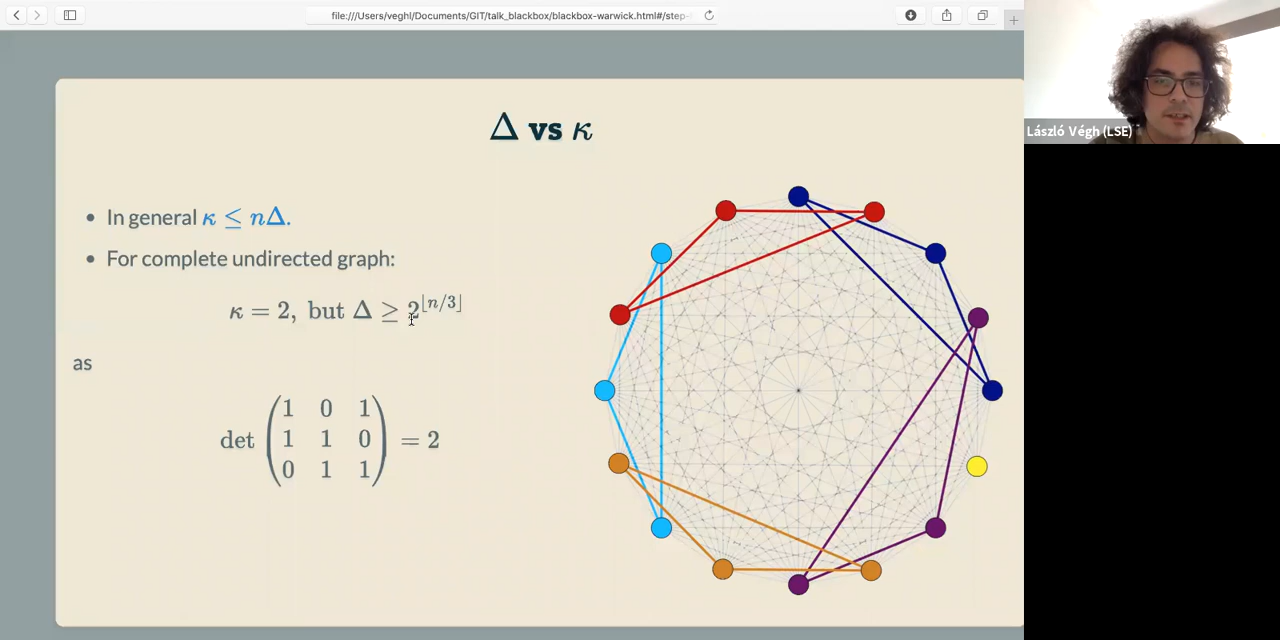 file:///Users/veghl/Documents/GIT/talk_blackbox/blackbox-warwick.html#/step-
László Végh (LSE)
Δ vs κ
• In general κ ≤ nΔ.
• For complete undirected graph:
κ = 2, but Δ ≥ 2^⌊n/3⌋
as
det ( 1 0 1
1 1 0
0 1 1 ) = 2